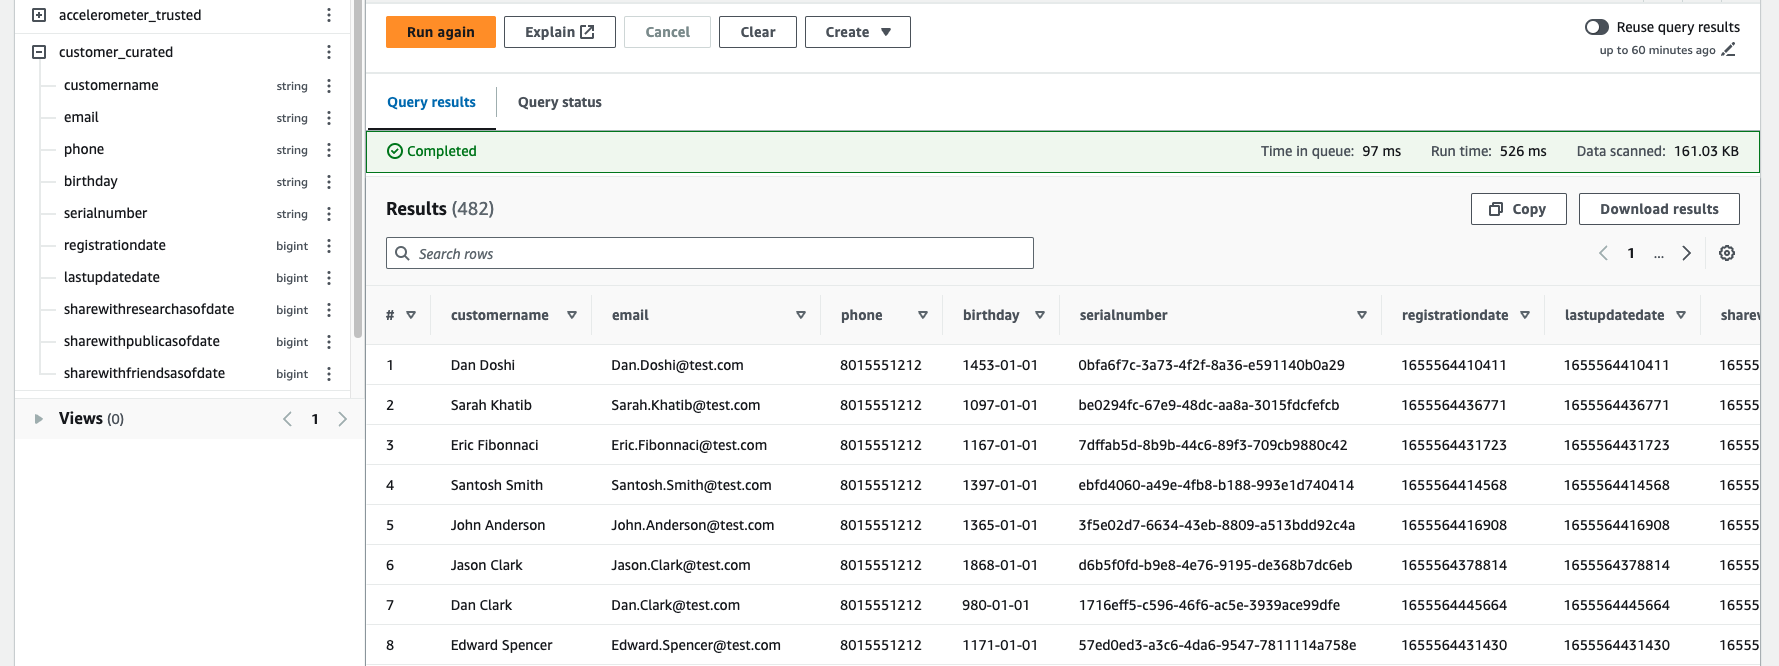 accelerometer_trusted
customer_curated
customername string
email string
phone string
birthday string
serialnumber string
registrationdate bigint
lastupdatedate bigint
sharewithresearchasofdate bigint
sharewithpublicasofdate bigint
sharewithfriendsasofdate bigint
Views (0) 1
Run again Explain Cancel Clear Create
Reuse query results
up to 60 minutes ago
Query results Query status
Completed Time in queue: 97 ms Run time: 526 ms Data scanned: 161.03 KB
Results (482) Copy Download results
Search rows 1 ...
# customername email phone birthday serialnumber registrationdate lastupdatedate sharew
1 Dan Doshi Dan.Doshi@test.com 8015551212 1453-01-01 0bfa6f7c-3a73-4f2f-8a36-e591140b0a29 1655564410411 1655564410411 16555
2 Sarah Khatib Sarah.Khatib@test.com 8015551212 1097-01-01 be0294fc-67e9-48dc-aa8a-3015fdcfefcb 1655564436771 1655564436771 16555
3 Eric Fibonnaci Eric.Fibonnaci@test.com 8015551212 1167-01-01 7dffab5d-8b9b-44c6-89f3-709cb9880c42 1655564431723 1655564431723 16555
4 Santosh Smith Santosh.Smith@test.com 8015551212 1397-01-01 ebfd4060-a49e-4fb8-b188-993e1d740414 1655564414568 1655564414568 16555
5 John Anderson John.Anderson@test.com 8015551212 1365-01-01 3f5e02d7-6634-43eb-8809-a513bdd92c4a 1655564416908 1655564416908 16555
6 Jason Clark Jason.Clark@test.com 8015551212 1868-01-01 d6b5f0fd-b9e8-4e76-9195-de368b7dc6eb 1655564378814 1655564378814 16555
7 Dan Clark Dan.Clark@test.com 8015551212 980-01-01 1716eff5-c596-46f6-ac5e-3939ace99dfe 1655564445664 1655564445664 16555
8 Edward Spencer Edward.Spencer@test.com 8015551212 1171-01-01 57ed0ed3-a3c6-4da6-9547-7811114a758e 1655564431430 1655564431430 16555